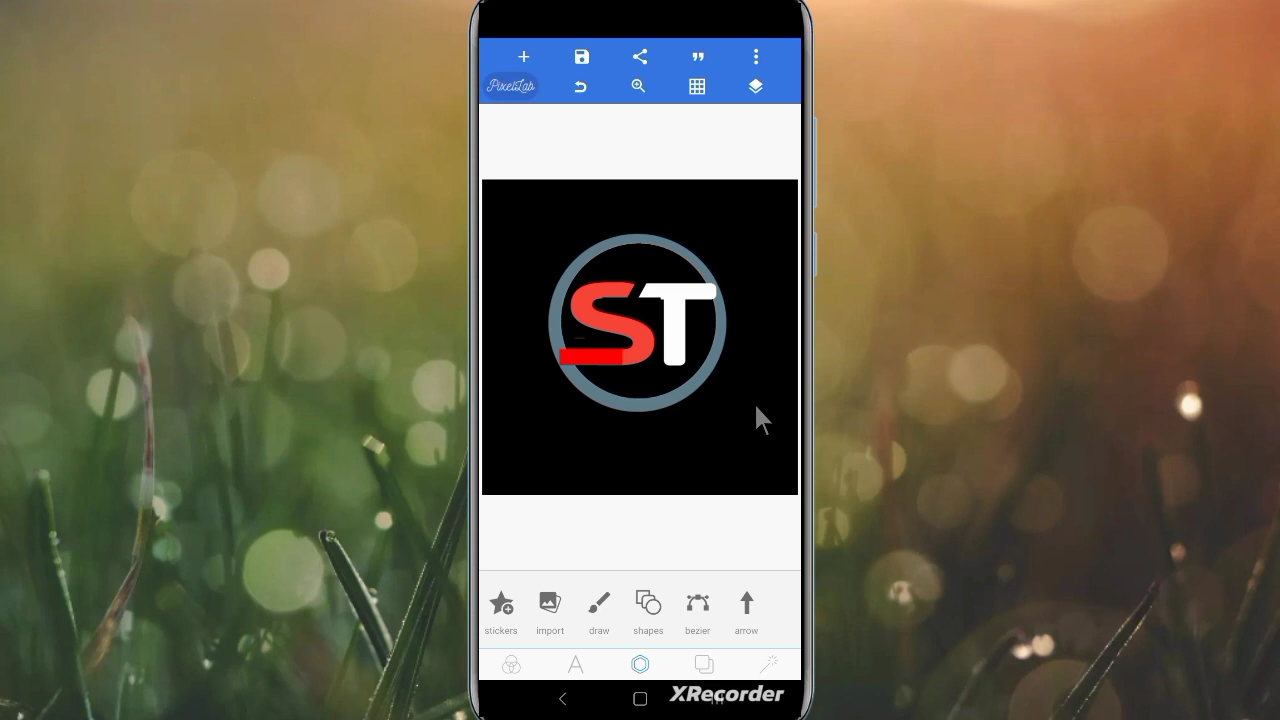 PixelLab
ST
stickers import draw shapes bezier arrow
XRecorder